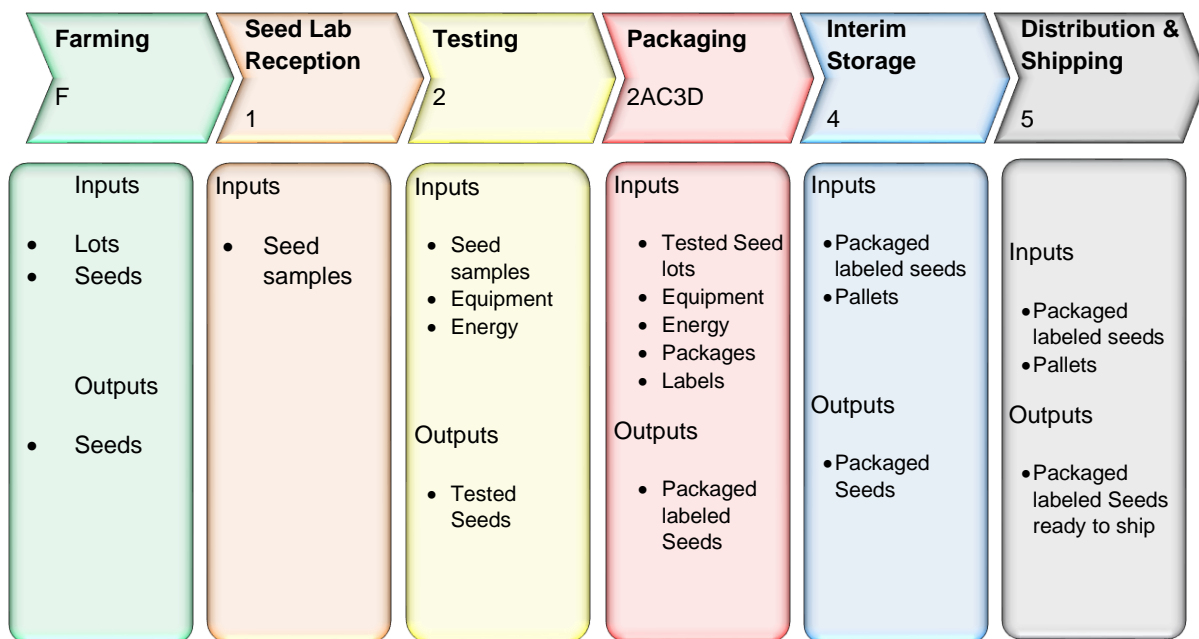 Farming
F
Seed Lab
Reception
1
Testing
2
Packaging
2AC3D
Interim
Storage
4
Distribution &
Shipping
5
Inputs
• Lots
• Seeds
Outputs
• Seeds
Inputs
• Seed
samples
Inputs
• Seed
samples
• Equipment
• Energy
Outputs
• Tested
Seeds
Inputs
• Tested Seed
lots
• Equipment
• Energy
• Packages
• Labels
Outputs
• Packaged
labeled
Seeds
Inputs
•Packaged
labeled seeds
•Pallets
Outputs
•Packaged
Seeds
Inputs
•Packaged
labeled seeds
•Pallets
Outputs
•Packaged
labeled Seeds
ready to ship